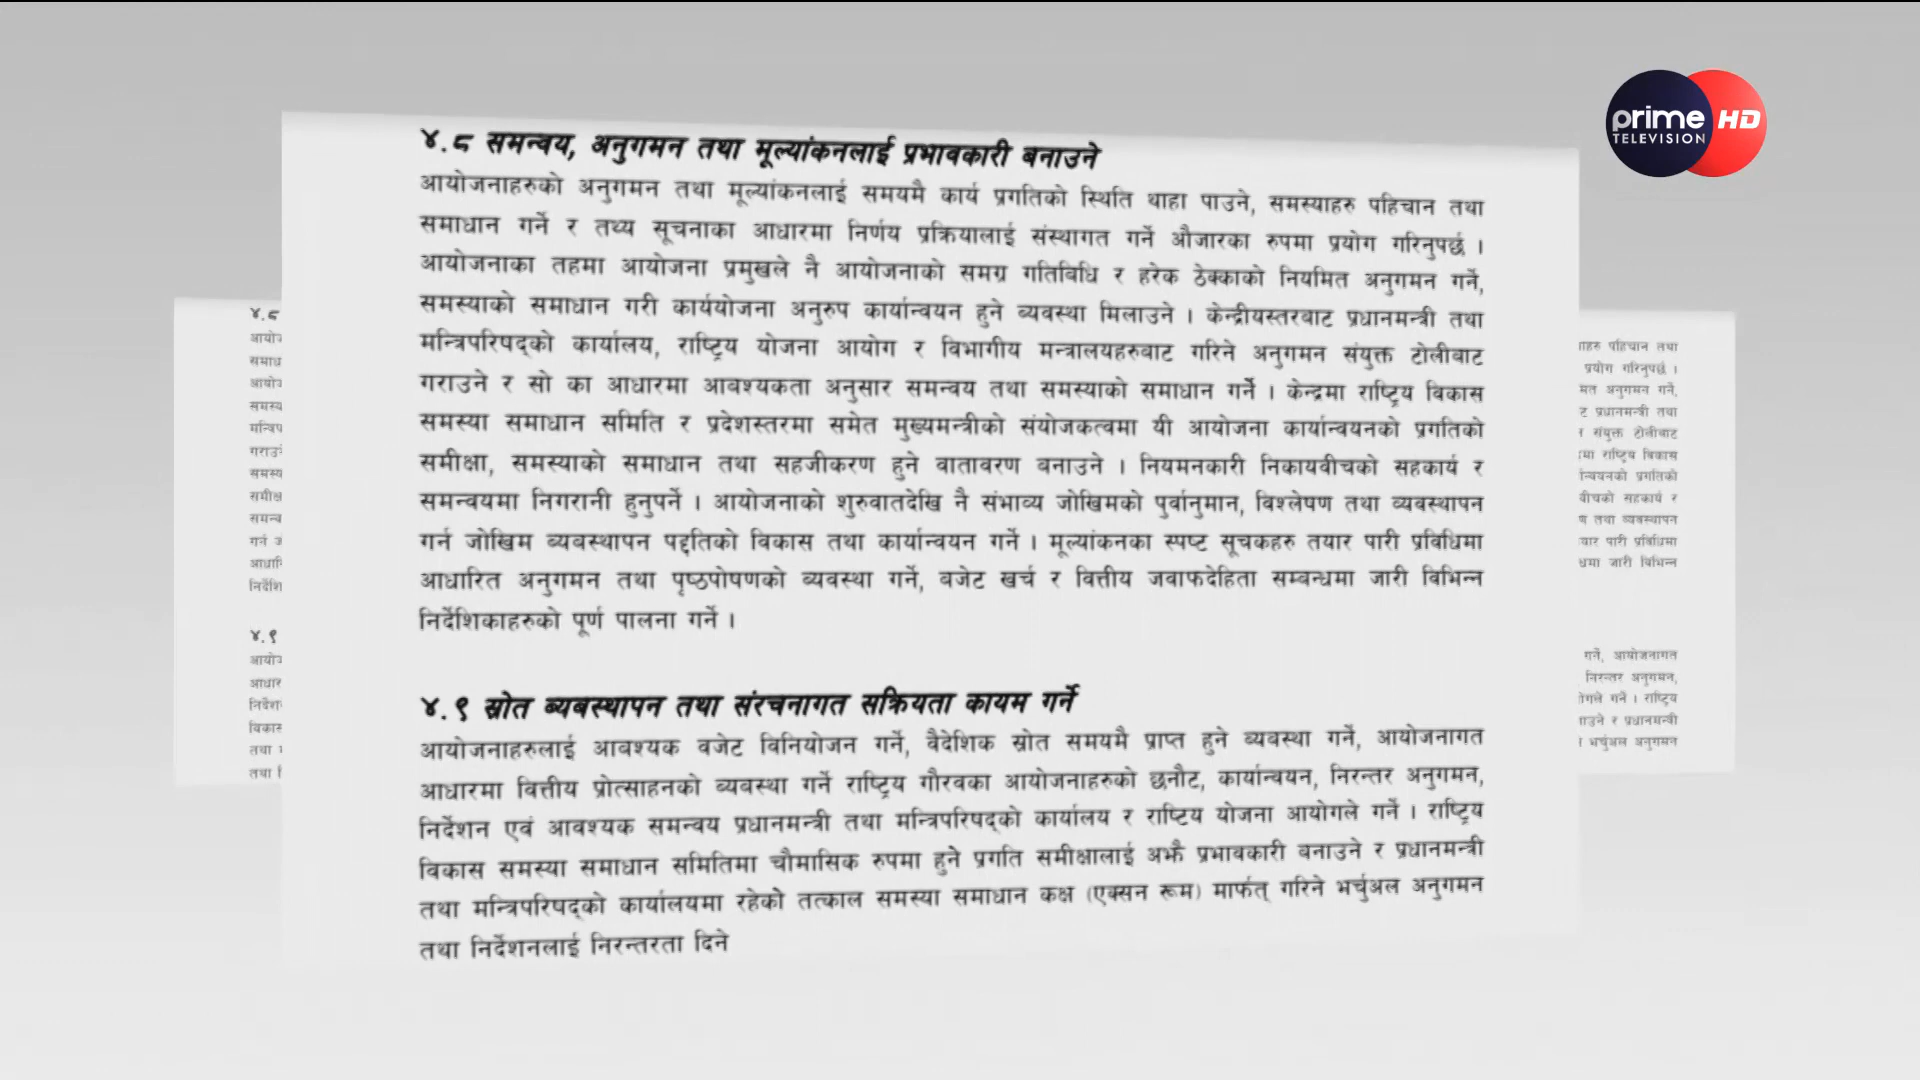 prime HD
TELEVISION
४.८ समन्वय, अनुगमन तथा मूल्यांकनलाई प्रभावकारी बनाउने
आयोजनाहरुको अनुगमन तथा मूल्यांकनलाई समयमै कार्य प्रगतिको स्थिति थाहा पाउने, समस्याहरु पहिचान तथा
समाधान गर्ने र तथ्य सूचनाका आधारमा निर्णय प्रक्रियालाई संस्थागत गर्ने औजारका रुपमा प्रयोग गरिनुपर्छ ।
आयोजनाका तहमा आयोजना प्रमुखले नै आयोजनाको समग्र गतिबिधि र हरेक ठेक्काको नियमित अनुगमन गर्ने,
समस्याको समाधान गरी कार्ययोजना अनुरुप कार्यान्वयन हुने व्यवस्था मिलाउने । केन्द्रीयस्तरबाट प्रधानमन्त्री तथा
मन्त्रिपरिषद्को कार्यालय, राष्ट्रिय योजना आयोग र विभागीय मन्त्रालयहरुबाट गरिने अनुगमन संयुक्त टोलीबाट
गराउने र सो का आधारमा आबश्यकता अनुसार समन्वय तथा समस्याको समाधान गर्ने । केन्द्रमा राष्ट्रिय विकास
समस्या समाधान समिति र प्रदेशस्तरमा समेत मुख्यमन्त्रीको संयोजकत्वमा यी आयोजना कार्यान्वयनको प्रगतिको
समीक्षा, समस्याको समाधान तथा सहजीकरण हुने वातावरण बनाउने । नियमनकारी निकायवीचको सहकार्य र
समन्वयमा निगरानी हुनुपर्ने । आयोजनाको शुरुवातदेखि नै संभाव्य जोखिमको पुर्वानुमान, विश्लेषण तथा व्यवस्थापन
गर्न जोखिम व्यवस्थापन पद्दतिको विकास तथा कार्यान्वयन गर्ने । मूल्यांकनका स्पष्ट सूचकहरु तयार पारी प्रबिधिमा
आधारित अनुगमन तथा पृष्ठपोषणको ब्यवस्था गर्ने, बजेट खर्च र वित्तीय जवाफदेहिता सम्बन्धमा जारी विभिन्न
निर्देशिकाहरुको पूर्ण पालना गर्ने ।
४.९ स्रोत ब्यबस्थापन तथा संरचनागत सक्रियता कायम गर्ने
आयोजनाहरुलाई आबश्यक वजेट विनियोजन गर्ने, वैदेशिक स्रोत समयमै प्राप्त हुने ब्यवस्था गर्ने, आयोजनागत
आधारमा वित्तीय प्रोत्साहनको ब्यवस्था गर्ने राष्ट्रिय गौरवका आयोजनाहरुको छनौट, कार्यान्वयन, निरन्तर अनुगमन,
निर्देशन एवं आवश्यक समन्वय प्रधानमन्त्री तथा मन्त्रिपरिषद्को कार्यालय र राष्टिय योजना आयोगले गर्ने । राष्ट्रिय
विकास समस्या समाधान समितिमा चौमासिक रुपमा हुने प्रगति समीक्षालाई अझै प्रभावकारी बनाउने र प्रधानमन्त्री
तथा मन्त्रिपरिषद्को कार्यालयमा रहेको तत्काल समस्या समाधान कक्ष (एक्सन रूम) मार्फत् गरिने भर्चुअल अनुगमन
तथा निर्देशनलाई निरन्तरता दिने